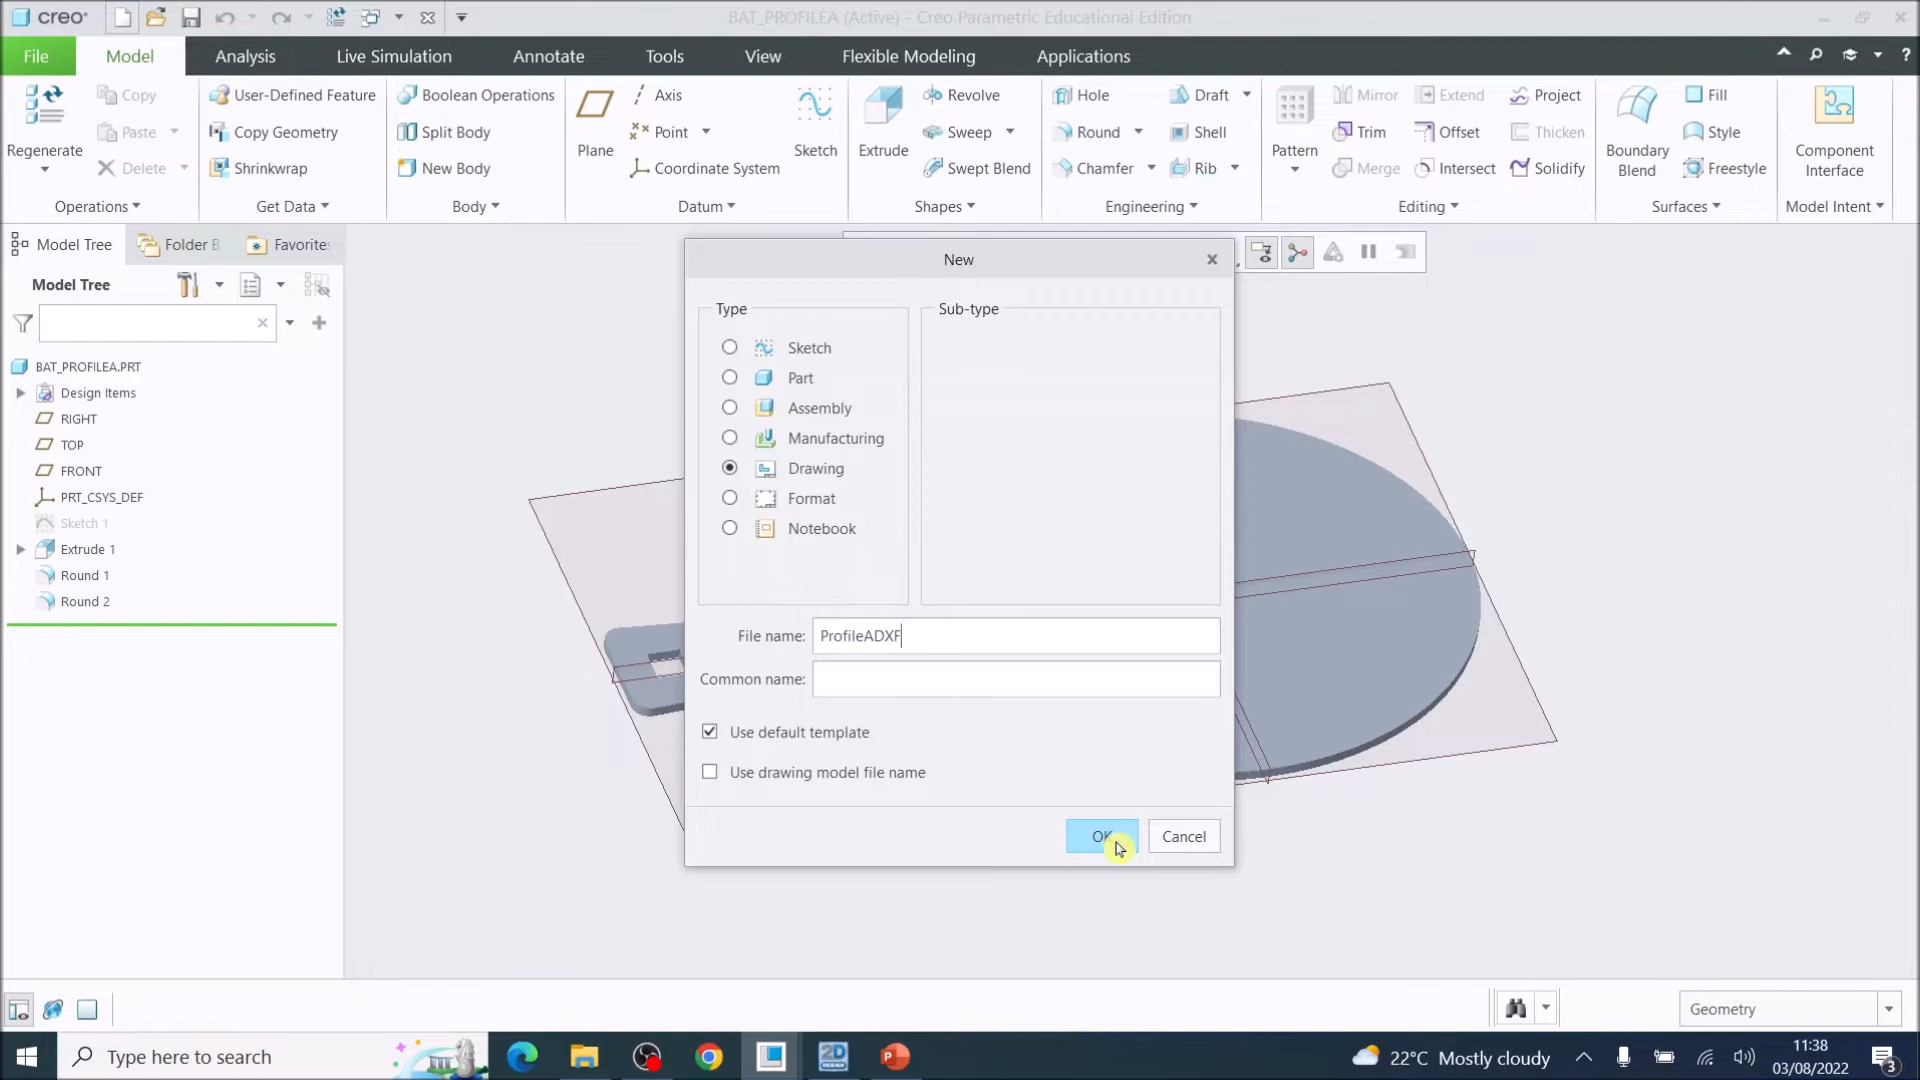 creo
BAT_PROFILEA (Active) – Creo Parametric Educational Edition
File
Model
Analysis
Live Simulation
Annotate
Tools
View
Flexible Modeling
Applications
Regenerate
Copy
Paste
Delete
Operations
User-Defined Feature
Copy Geometry
Shrinkwrap
Get Data
Boolean Operations
Split Body
New Body
Body
Plane
Axis
Point
Coordinate System
Sketch
Datum
Extrude
Revolve
Sweep
Swept Blend
Shapes
Hole
Round
Chamfer
Draft
Shell
Rib
Engineering
Pattern
Mirror
Extend
Project
Trim
Offset
Thicken
Merge
Intersect
Solidify
Editing
Boundary
Blend
Fill
Style
Freestyle
Surfaces
Component
Interface
Model Intent
Model Tree
Folder B
Favorites
Model Tree
BAT_PROFILEA.PRT
Design Items
RIGHT
TOP
FRONT
PRT_CSYS_DEF
Sketch 1
Extrude 1
Round 1
Round 2
New
Type
Sub-type
Sketch
Part
Assembly
Manufacturing
Drawing
Format
Notebook
File name: ProfileADXF
Common name:
Use default template
Use drawing model file name
OK
Cancel
Geometry
Type here to search
22°C Mostly cloudy
11:38
03/08/2022
3